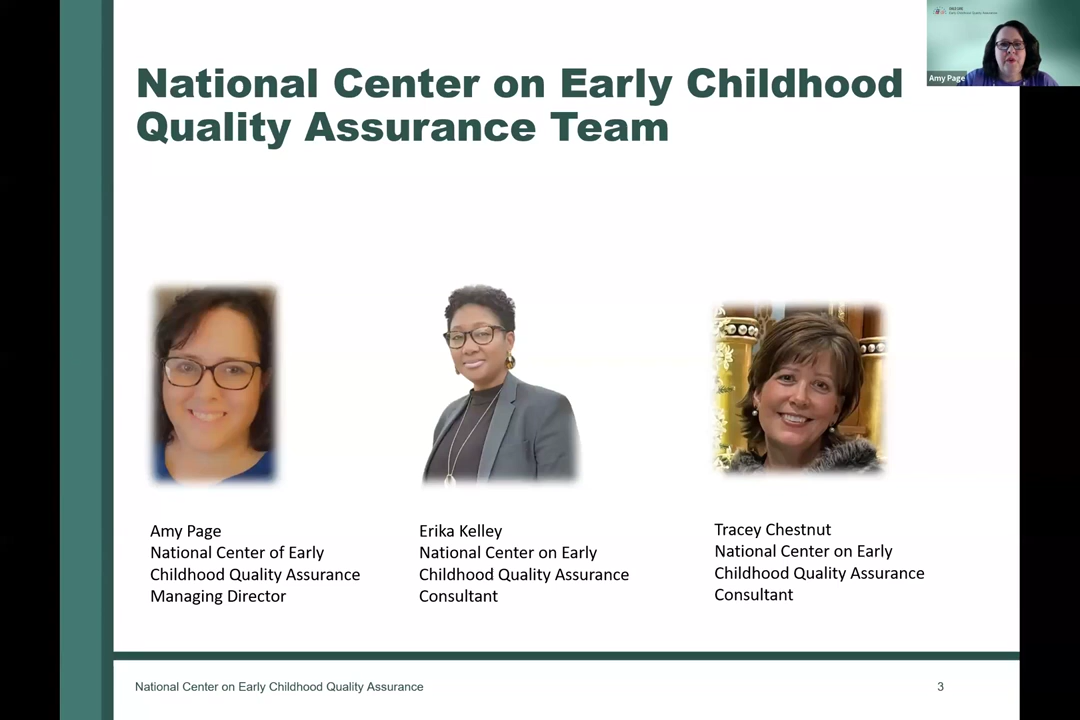 National Center on Early Childhood
Quality Assurance Team
Amy Page
Amy Page
National Center of Early
Childhood Quality Assurance
Managing Director
Erika Kelley
National Center on Early
Childhood Quality Assurance
Consultant
Tracey Chestnut
National Center on Early
Childhood Quality Assurance
Consultant
National Center on Early Childhood Quality Assurance
3